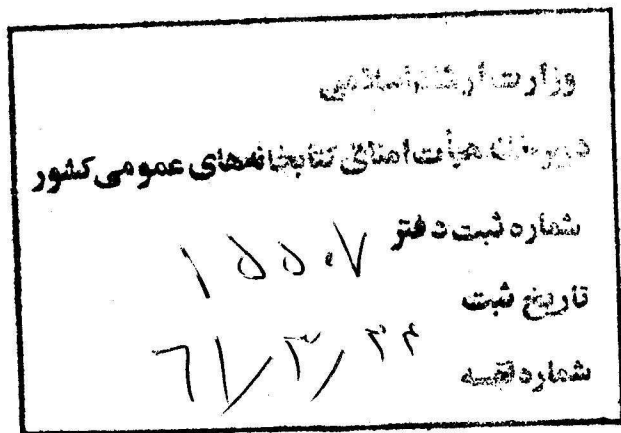 وزارت ارشاد اسلامی
دبیرخانه هیأت امنای کتابخانه‌های عمومی کشور
شماره ثبت دفتر ۱۵۵۰۷
تاریخ ثبت ۶۱/۳/۲۴
شماره قفسه